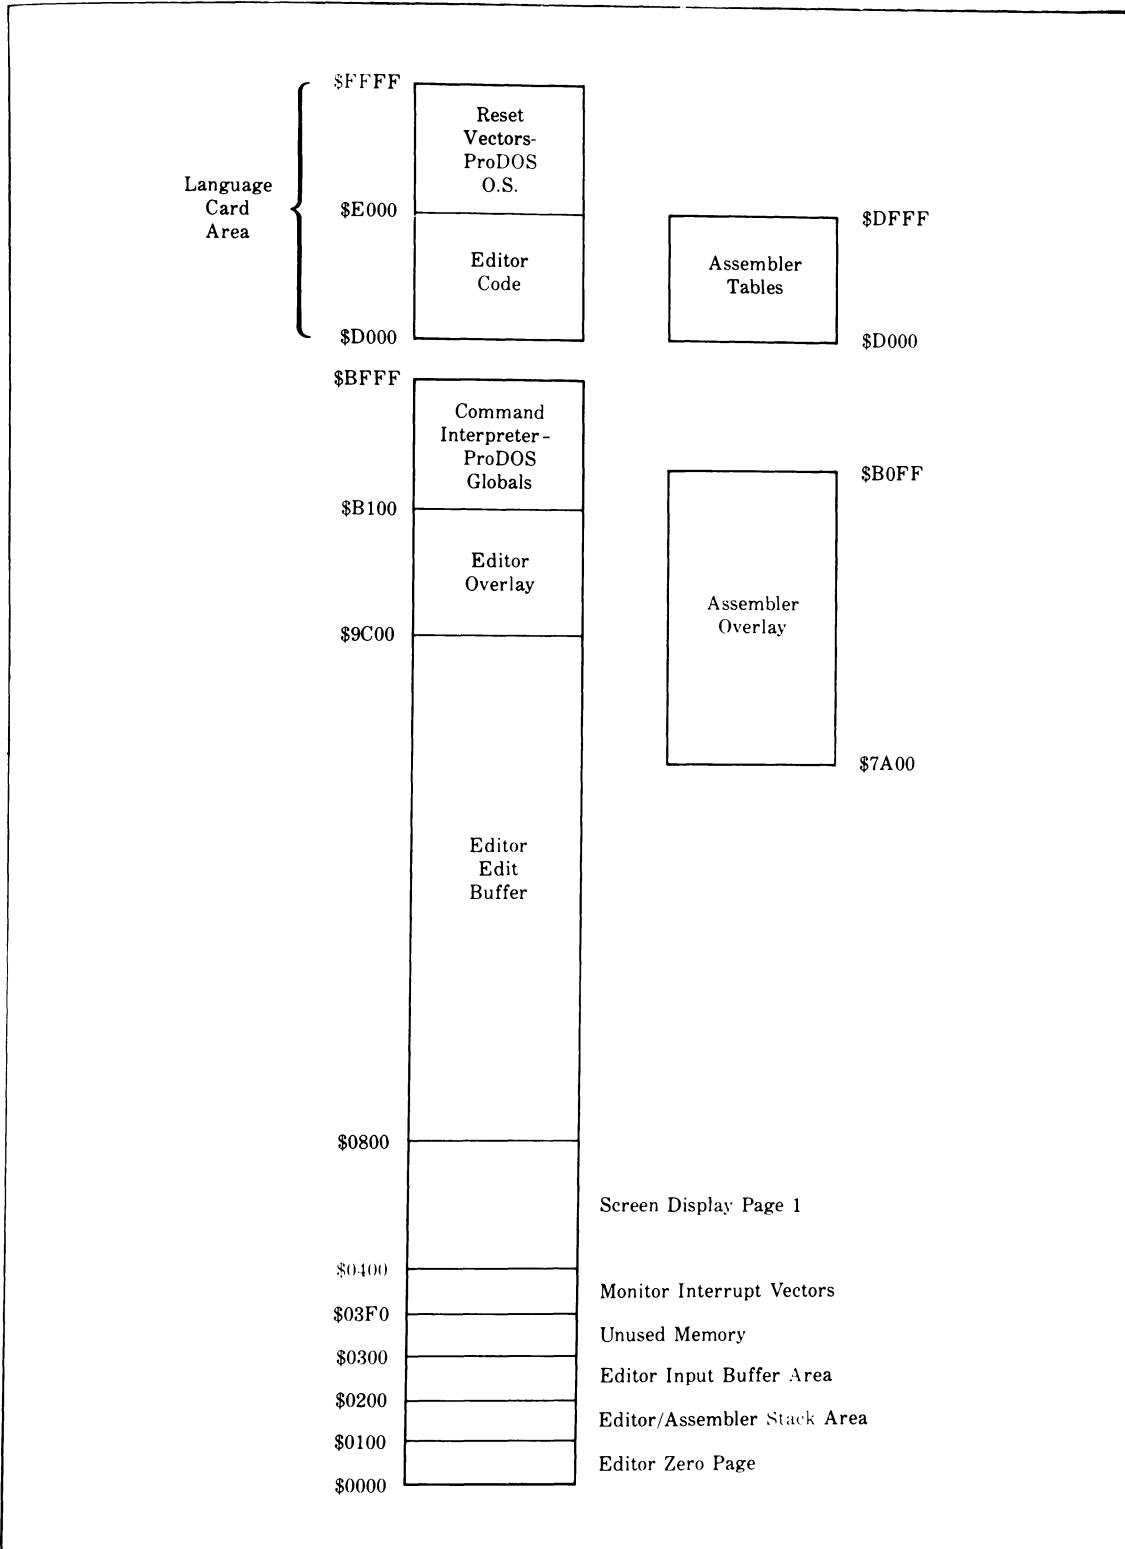 $FFFF
Reset
Vectors-
ProDOS
O.S.
Language
Card
Area
$E000
$DFFF
Editor
Code
Assembler
Tables
$D000
$D000
$BFFF
Command
Interpreter-
ProDOS
Globals
$B0FF
$B100
Editor
Overlay
Assembler
Overlay
$9C00
$7A00
Editor
Edit
Buffer
$0800
Screen Display Page 1
$0400
Monitor Interrupt Vectors
$03F0
Unused Memory
$0300
Editor Input Buffer Area
$0200
Editor/Assembler Stack Area
$0100
Editor Zero Page
$0000